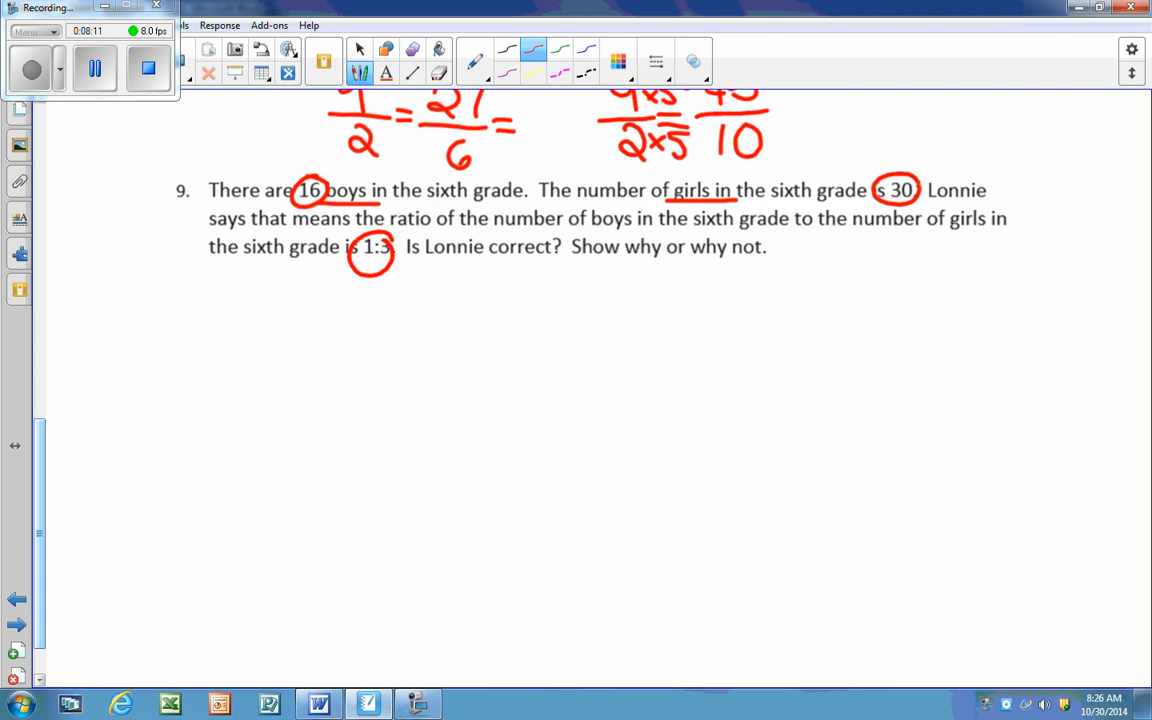 Recording...
Menu 0:08:11 8.0 fps
Response Add-ons Help
2 = 6 = 2×5 10
9. There are 16 boys in the sixth grade. The number of girls in the sixth grade is 30. Lonnie
says that means the ratio of the number of boys in the sixth grade to the number of girls in
the sixth grade is 1:3. Is Lonnie correct? Show why or why not.
8:26 AM
10/30/2014